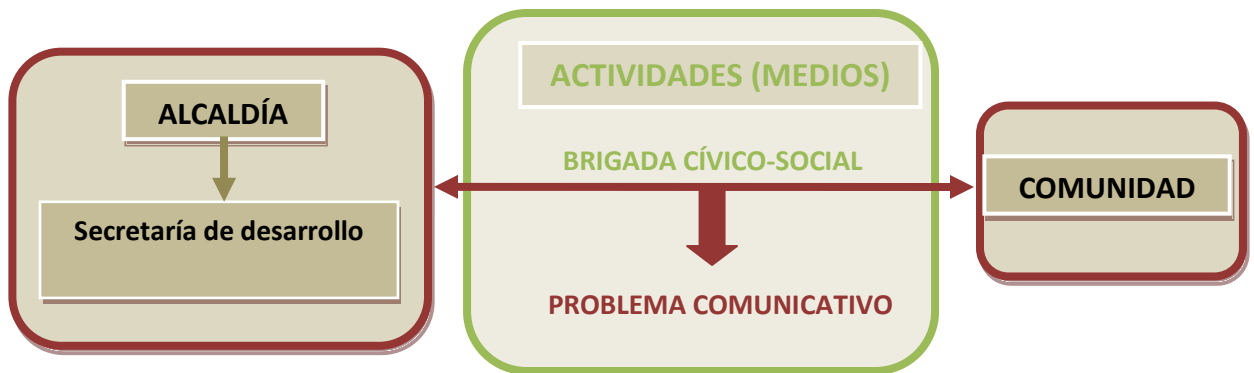 ALCALDÍA
Secretaría de desarrollo
ACTIVIDADES (MEDIOS)
BRIGADA CÍVICO-SOCIAL
PROBLEMA COMUNICATIVO
COMUNIDAD